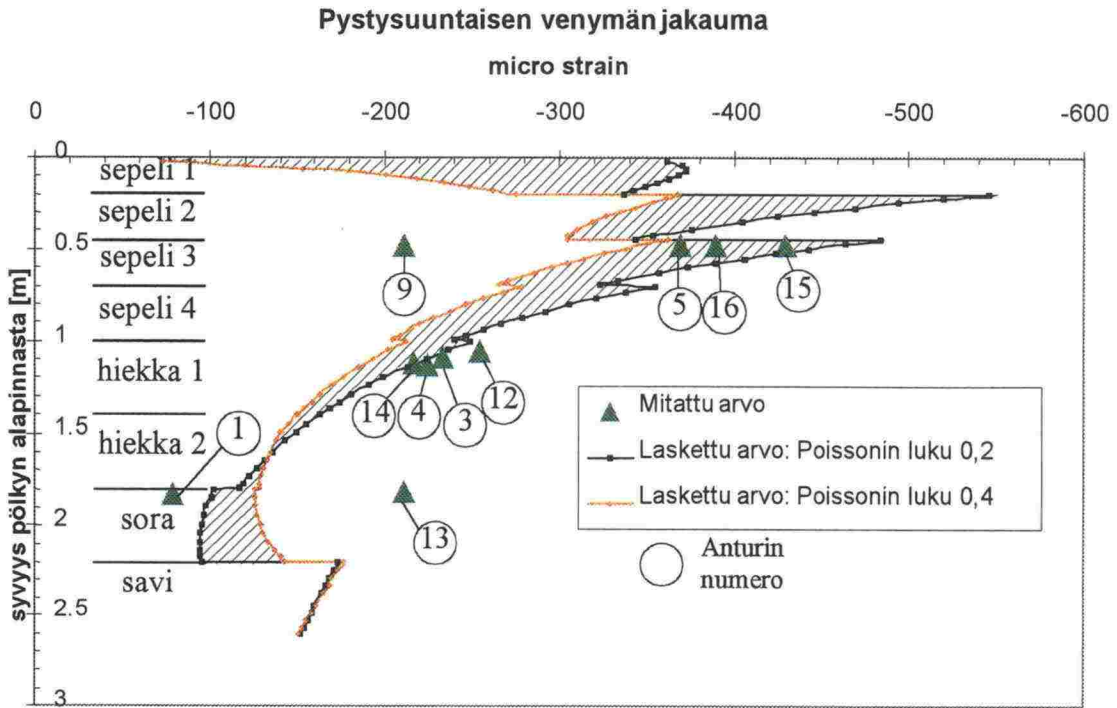 Pystysuuntaisen venymän jakauma
micro strain
0 -100 -200 -300 -400 -500 -600
syvyys pölkyn alapinnasta [m]
0
0.5
1
1.5
2
2.5
3
sepeli 1
sepeli 2
sepeli 3
sepeli 4
hiekka 1
hiekka 2
sora
savi
9
5
16
15
14
4
3
12
1
13
Mitattu arvo
Laskettu arvo: Poissonin luku 0,2
Laskettu arvo: Poissonin luku 0,4
Anturin
numero